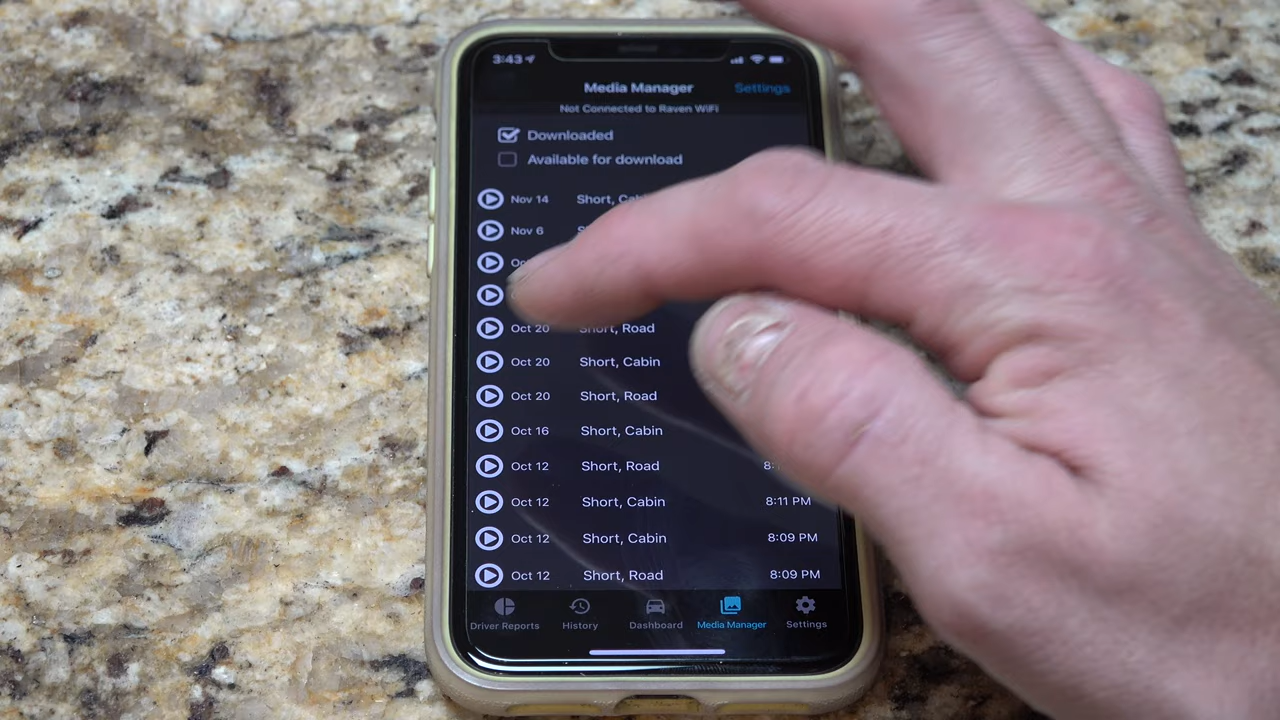 3:43
Media Manager Settings
Not Connected to Raven WiFi
Downloaded
Available for download
Nov 14 Short,
Nov 6
Oct 20 Short, Road
Oct 20 Short, Cabin
Oct 20 Short, Road
Oct 16 Short, Cabin
Oct 12 Short, Road
Oct 12 Short, Cabin 8:11 PM
Oct 12 Short, Cabin 8:09 PM
Oct 12 Short, Road 8:09 PM
Driver Reports History Dashboard Media Manager Settings